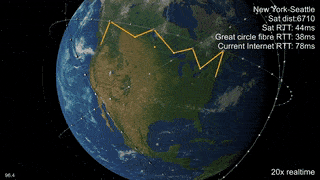 New York-Seattle
Sat dist:6710
Sat RTT: 44ms
Great circle fibre RTT: 38ms
Current Internet RTT: 78ms
96.4
20x realtime